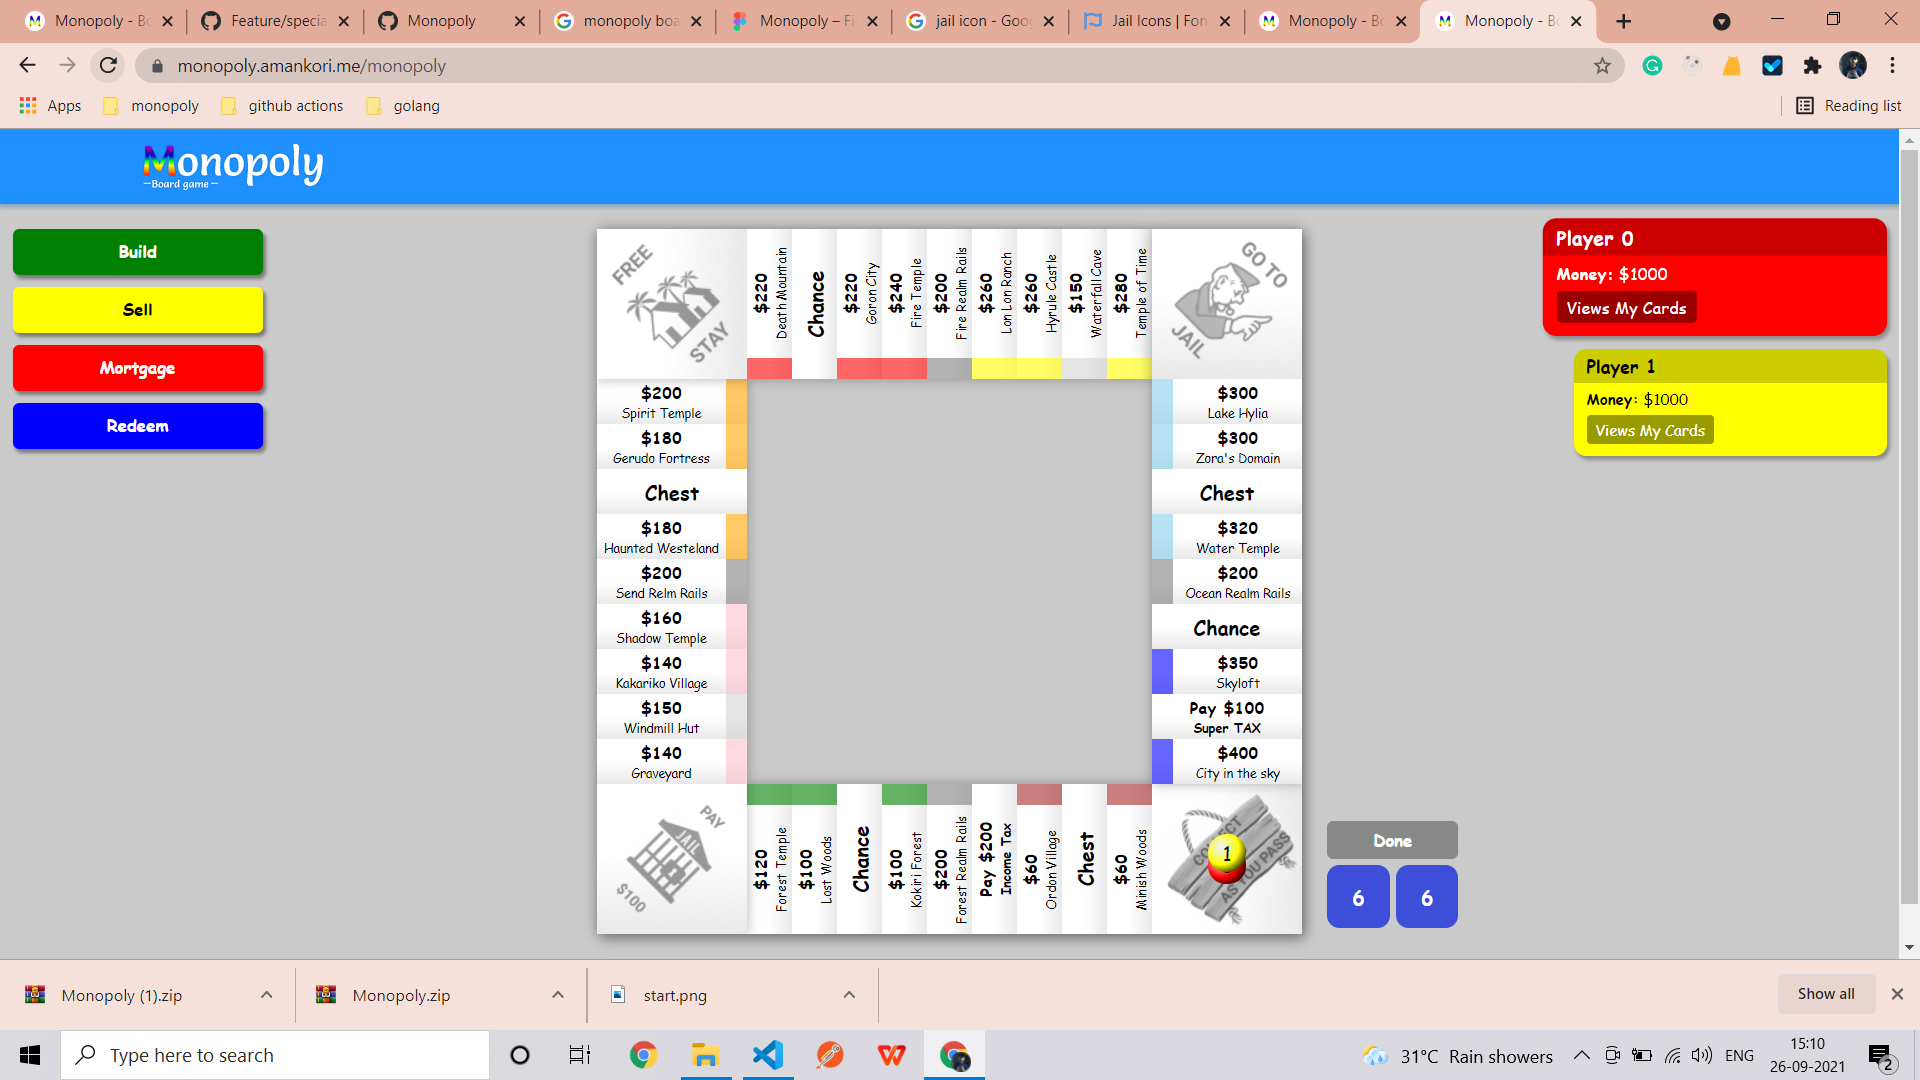 Monopoly - Bo
Feature/specia
Monopoly
monopoly boa
Monopoly – Fi
jail icon - Goo
Jail Icons | Fon
Monopoly - Bo
Monopoly - Bo
monopoly.amankori.me/monopoly
Apps
monopoly
github actions
golang
Reading list
Monopoly
Board game
Build
Sell
Mortgage
Redeem
FREE
STAY
$220
Death Mountain
Chance
$220
Goron City
$240
Fire Temple
$200
Fire Realm Rails
$260
Lon Lon Ranch
$260
Hyrule Castle
$150
Waterfall Cave
$280
Temple of Time
GO TO
JAIL
$200
Spirit Temple
$180
Gerudo Fortress
Chest
$180
Haunted Westeland
$200
Send Relm Rails
$160
Shadow Temple
$140
Kakariko Village
$150
Windmill Hut
$140
Graveyard
$300
Lake Hylia
$300
Zora's Domain
Chest
$320
Water Temple
$200
Ocean Realm Rails
Chance
$350
Skyloft
Pay $100
Super TAX
$400
City in the sky
PAY
JAIL
$100
$120
Forest Temple
$100
Lost Woods
Chance
$100
Kokiri Forest
$200
Forest Realm Rails
Pay $200
Income Tax
$60
Ordon Village
Chest
$60
Minish Woods
AS YOU PASS
1
Player 0
Money: $1000
Views My Cards
Player 1
Money: $1000
Views My Cards
Done
6 6
Monopoly (1).zip
Monopoly.zip
start.png
Show all
Type here to search
31°C Rain showers
ENG
15:10
26-09-2021
2